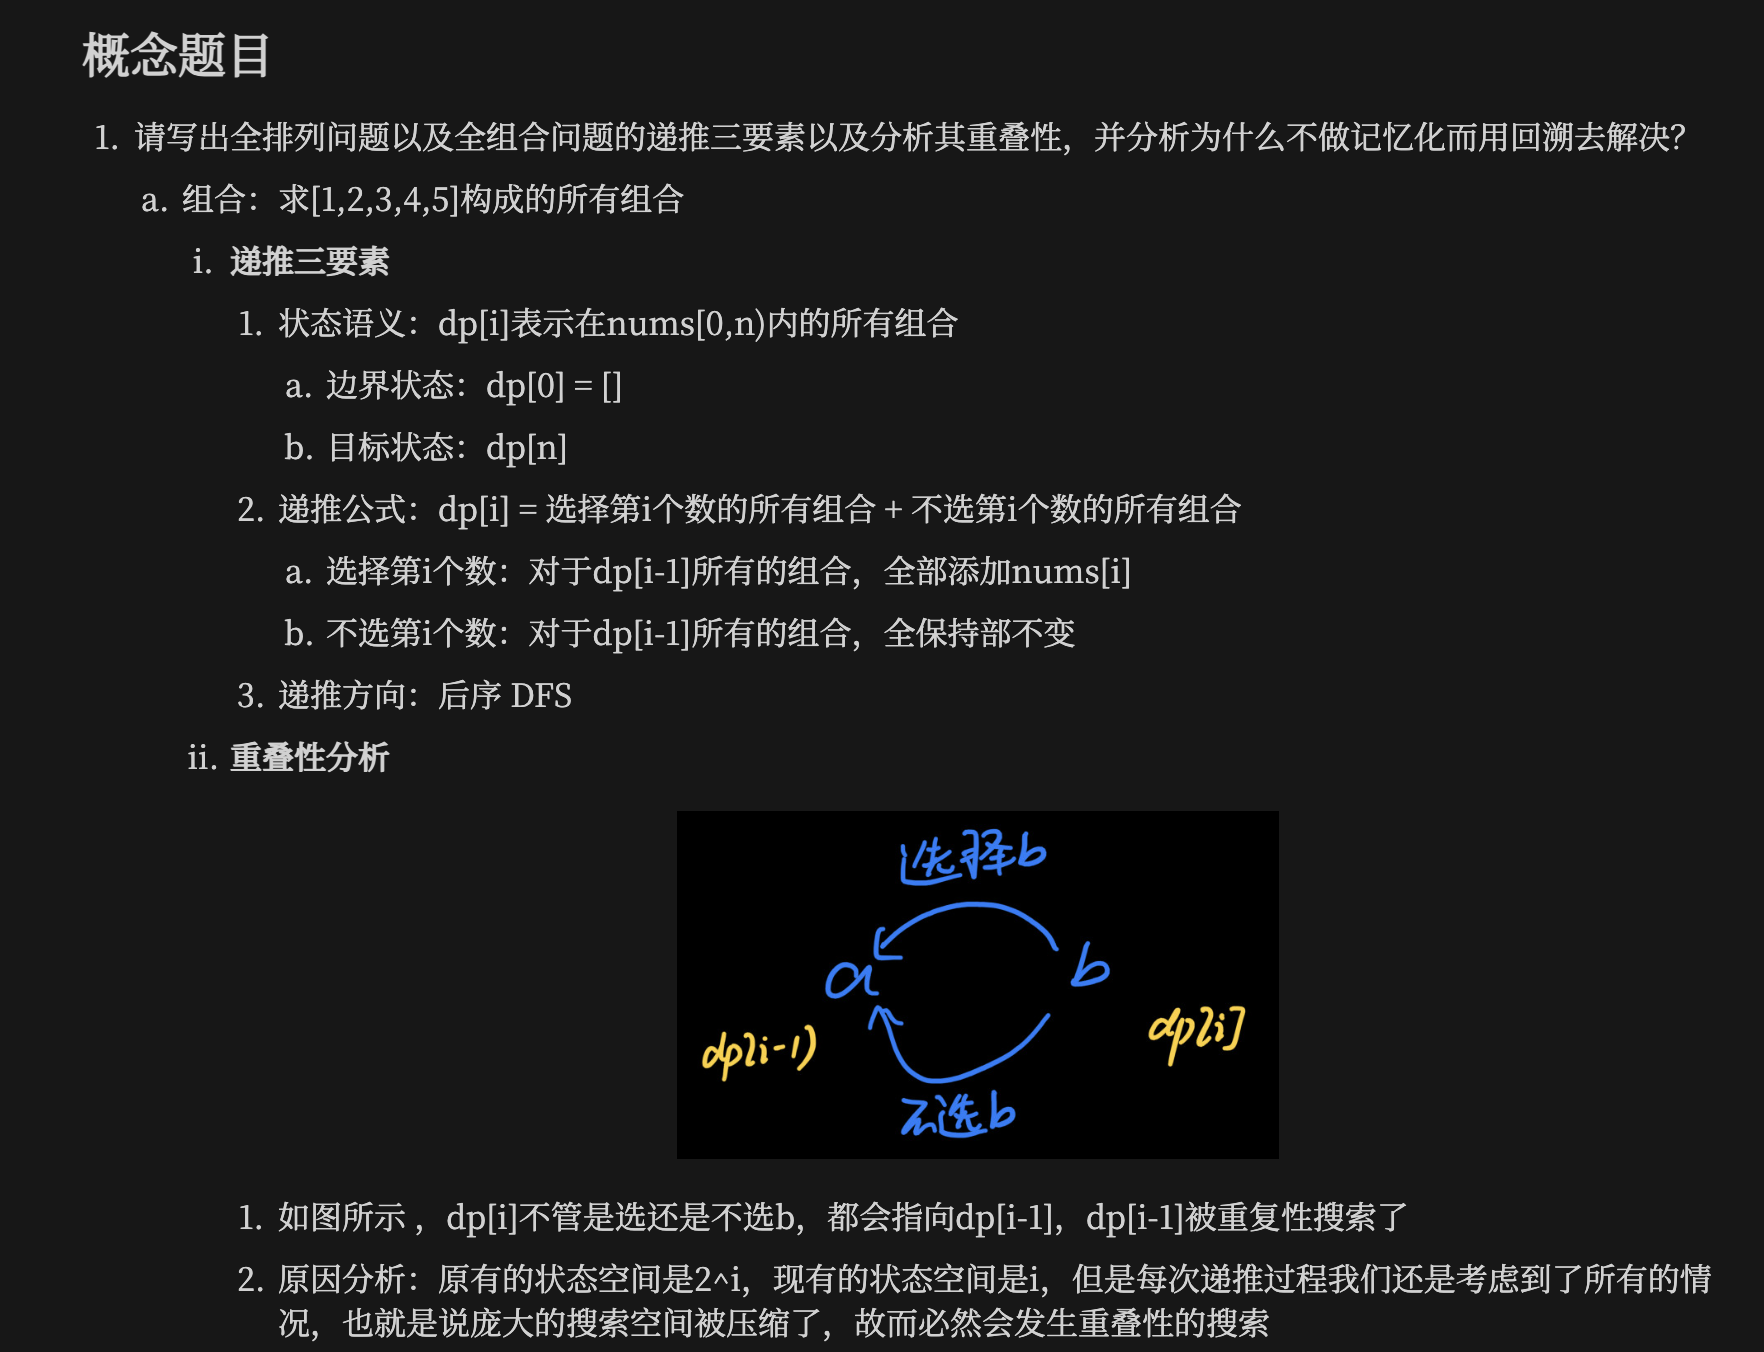 概念题目
1. 请写出全排列问题以及全组合问题的递推三要素以及分析其重叠性，并分析为什么不做记忆化而用回溯去解决？
a. 组合：求[1,2,3,4,5]构成的所有组合
i. 递推三要素
1. 状态语义：dp[i]表示在nums[0,n)内的所有组合
a. 边界状态：dp[0] = []
b. 目标状态：dp[n]
2. 递推公式：dp[i] = 选择第i个数的所有组合 + 不选第i个数的所有组合
a. 选择第i个数：对于dp[i-1]所有的组合，全部添加nums[i]
b. 不选第i个数：对于dp[i-1]所有的组合，全保持部不变
3. 递推方向：后序 DFS
ii. 重叠性分析
选择b
a
b
dp[i-1)
dp[i]
不选b
1. 如图所示 ，dp[i]不管是选还是不选b，都会指向dp[i-1]，dp[i-1]被重复性搜索了
2. 原因分析：原有的状态空间是2^i，现有的状态空间是i，但是每次递推过程我们还是考虑到了所有的情
况，也就是说庞大的搜索空间被压缩了，故而必然会发生重叠性的搜索